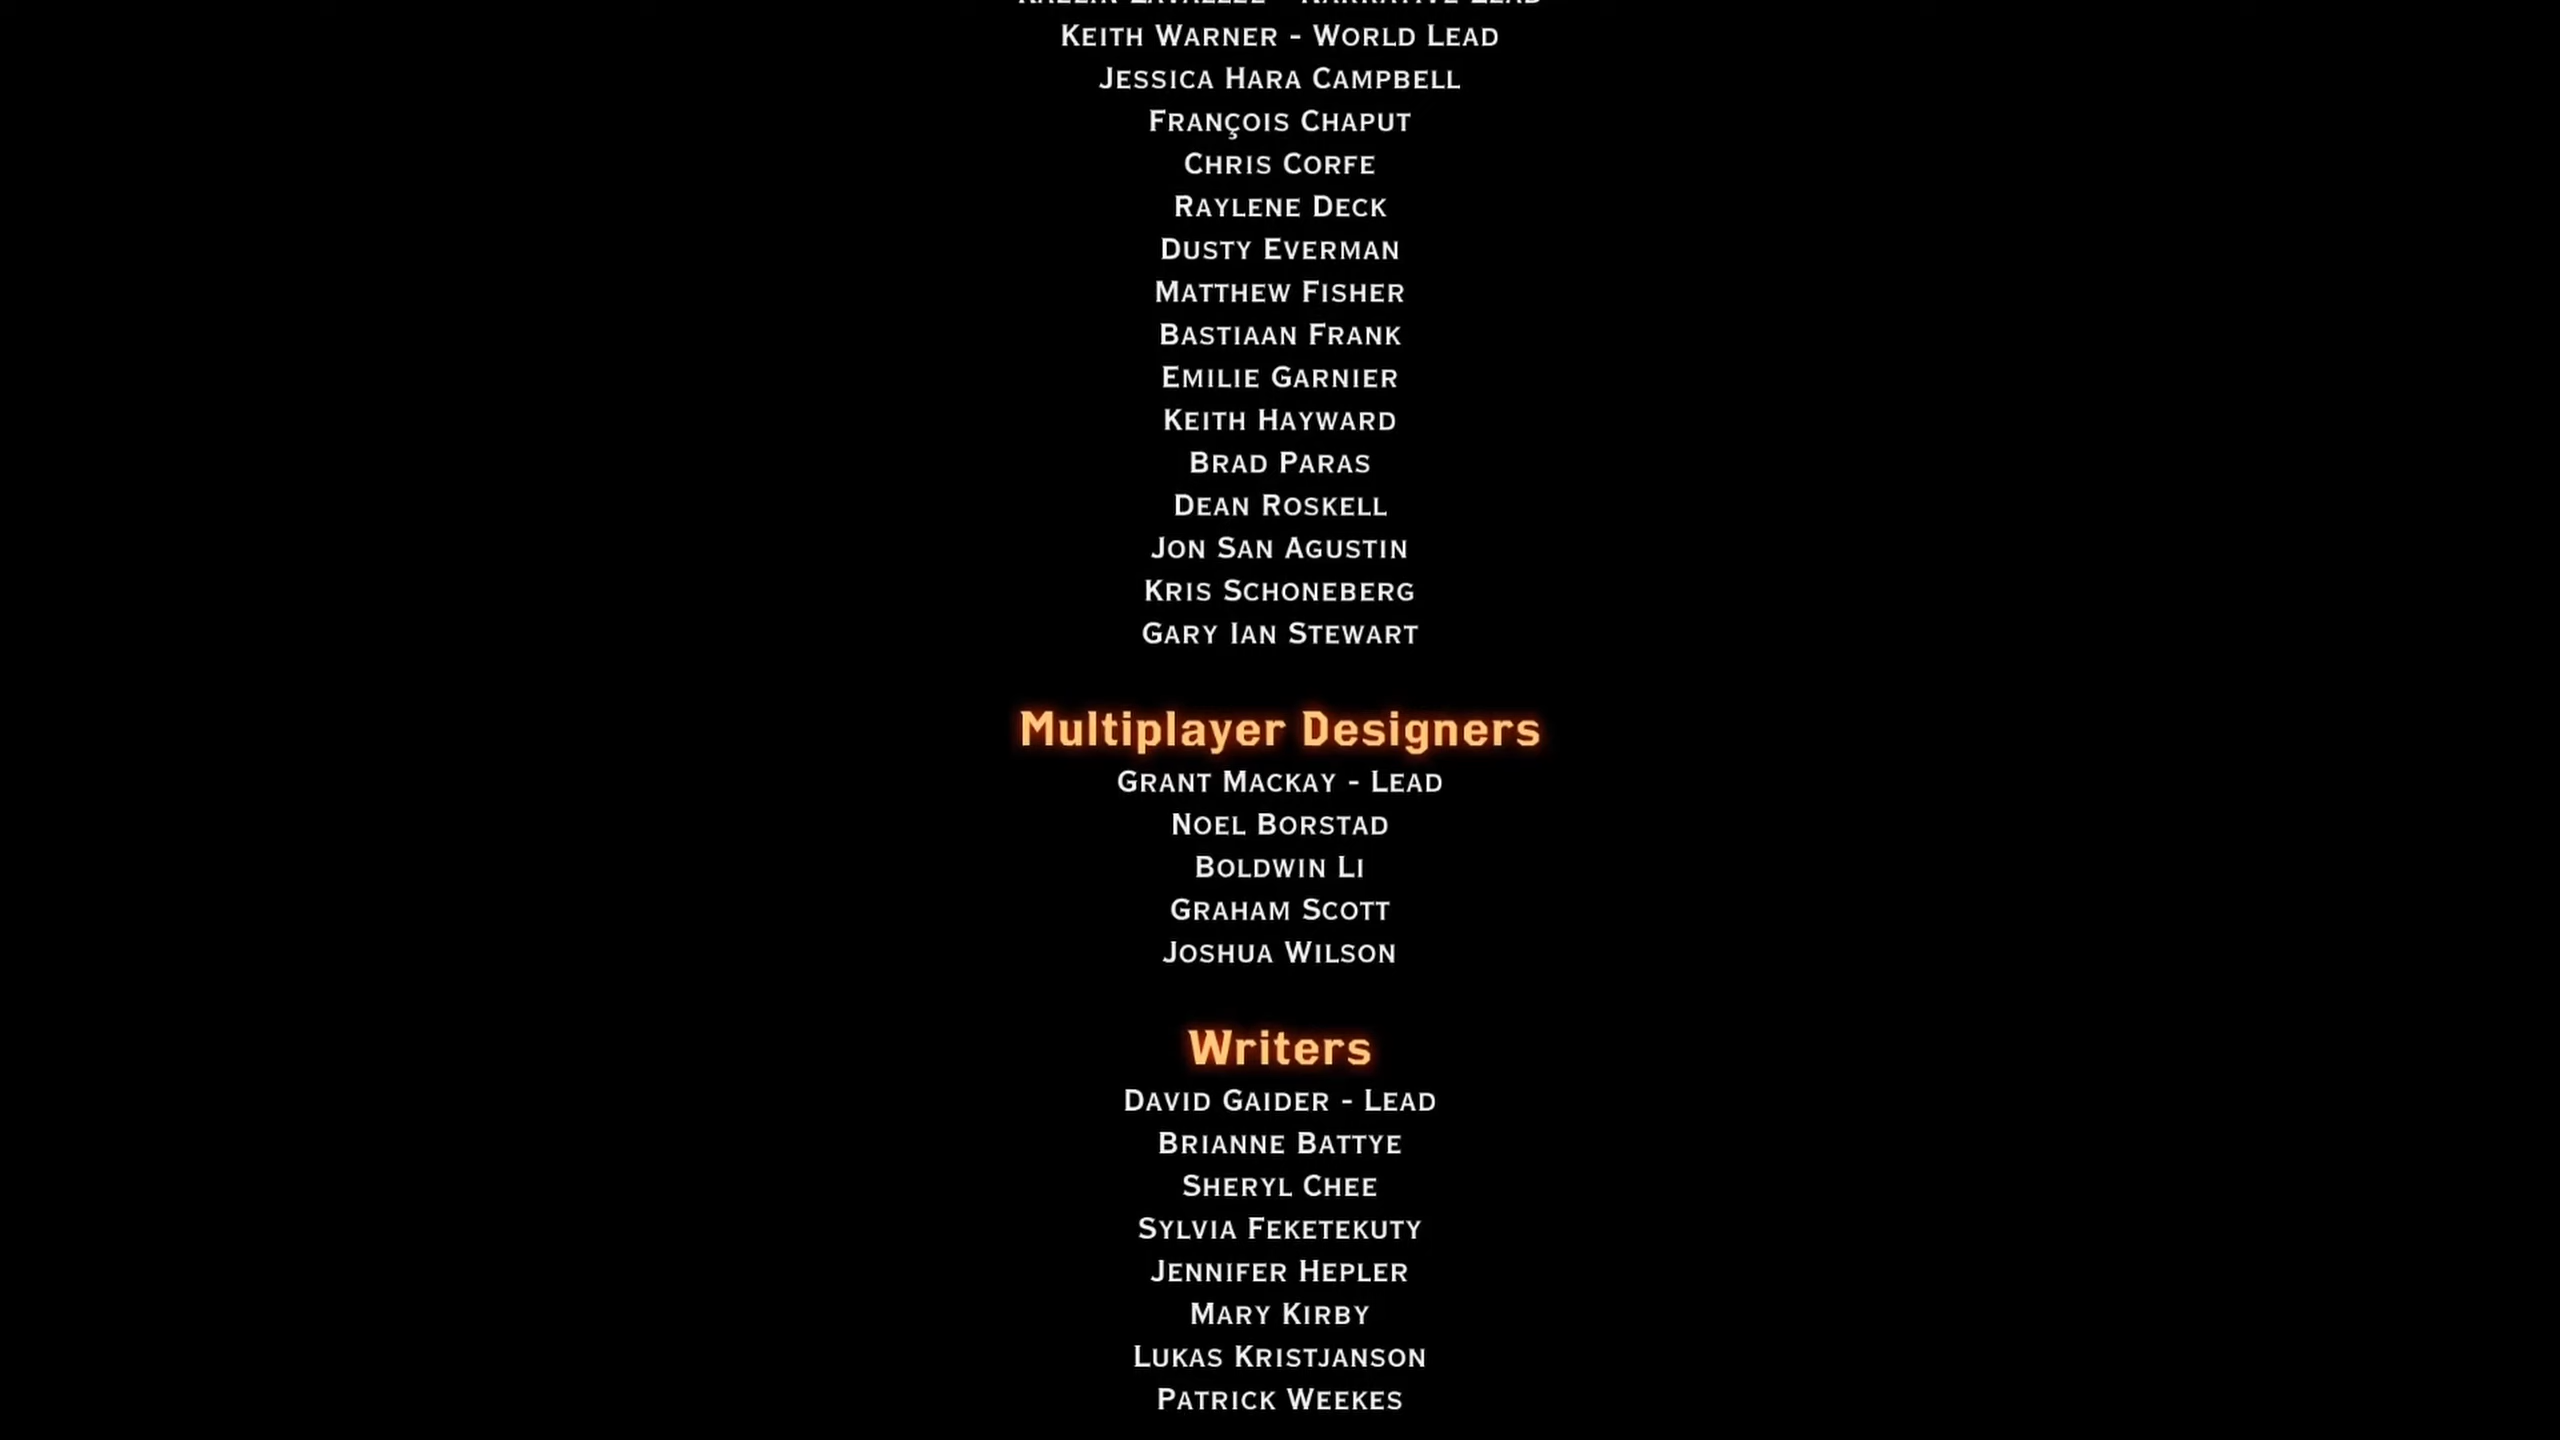 Keith Warner - World Lead
Jessica Hara Campbell
François Chaput
Chris Corfe
Raylene Deck
Dusty Everman
Matthew Fisher
Bastiaan Frank
Emilie Garnier
Keith Hayward
Brad Paras
Dean Roskell
Jon San Agustin
Kris Schoneberg
Gary Ian Stewart
Multiplayer Designers
Grant Mackay - Lead
Noel Borstad
Boldwin Li
Graham Scott
Joshua Wilson
Writers
David Gaider - Lead
Brianne Battye
Sheryl Chee
Sylvia Feketekuty
Jennifer Hepler
Mary Kirby
Lukas Kristjanson
Patrick Weekes